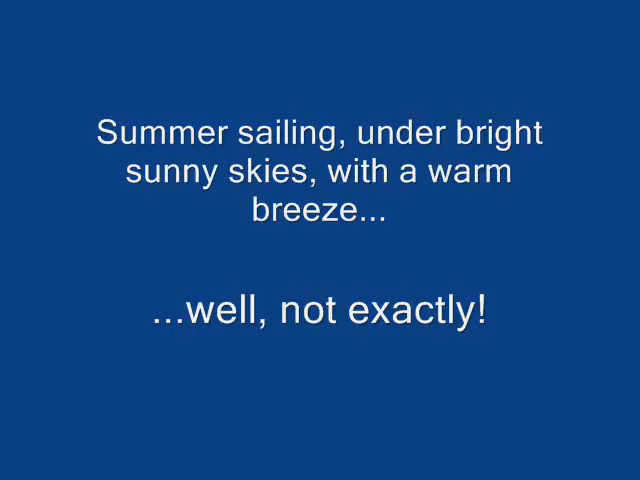 Summer sailing, under bright
sunny skies, with a warm
breeze...
...well, not exactly!